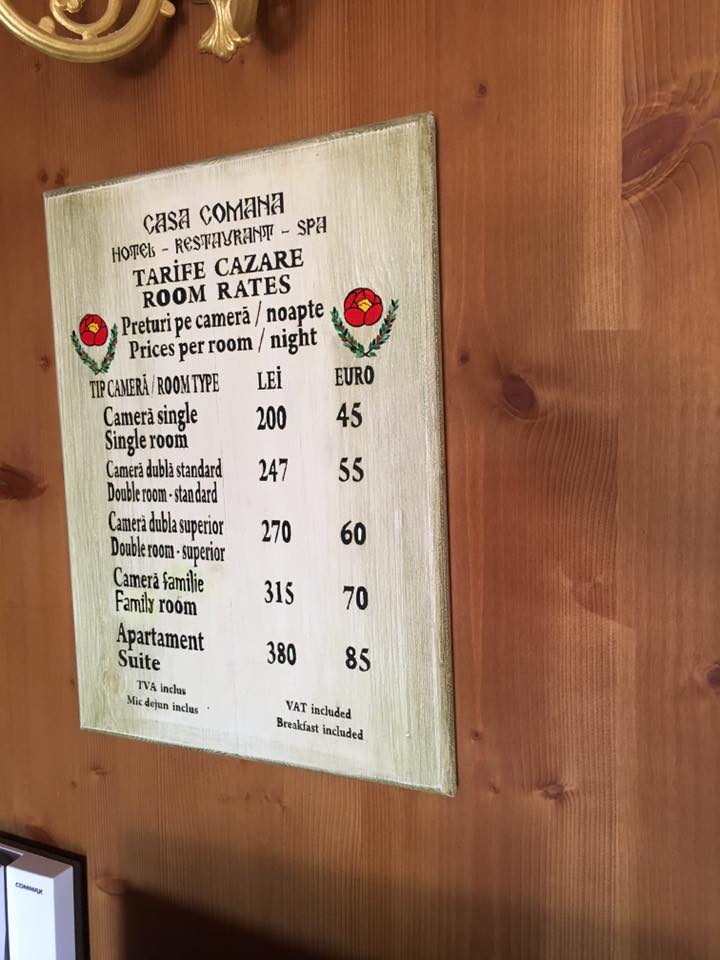 CASA COMANA
HOTEL - RESTAURANT - SPA
TARİFE CAZARE
ROOM RATES
Preturi pe cameră / noapte
Prices per room / night
TIP CAMERĂ / ROOM TYPE LEİ EURO
Cameră single
Single room 200 45
Cameră dublă standard
Double room - standard 247 55
Cameră dubla superior
Double room - superior 270 60
Cameră familie
Family room 315 70
Apartament
Suite 380 85
TVA inclus
Mic dejun inclus
VAT included
Breakfast included
COMMAX